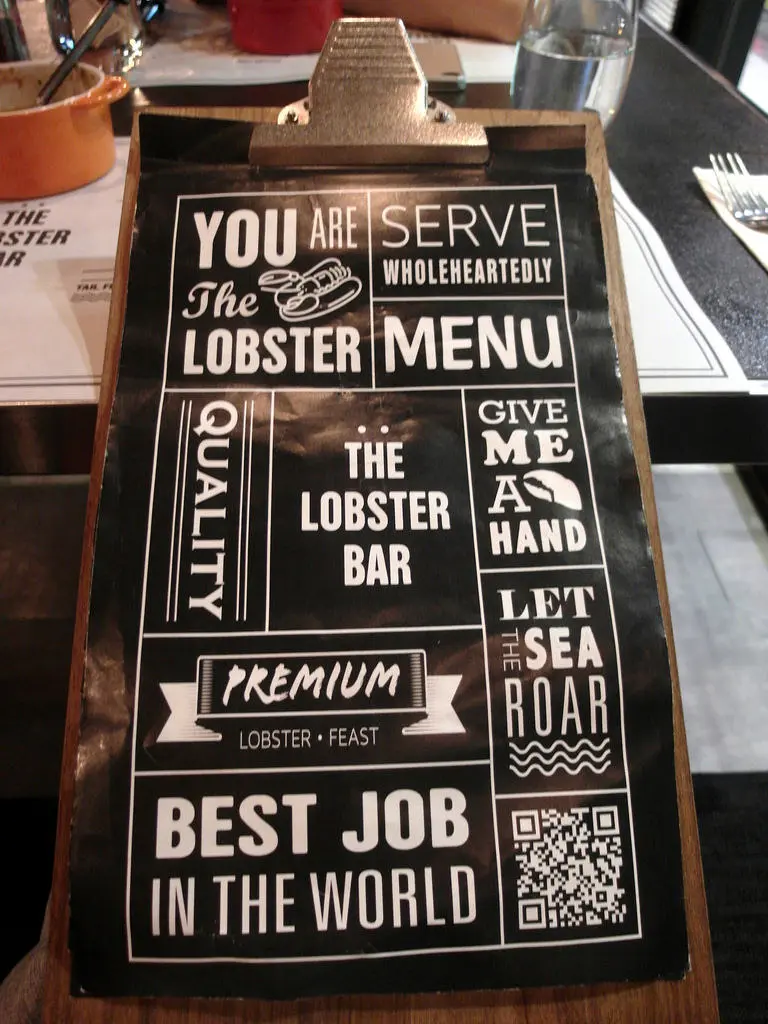 YOU ARE
The
LOBSTER
SERVE
WHOLEHEARTEDLY
MENU
QUALITY
THE
LOBSTER
BAR
GIVE
ME
A
HAND
LET
THE SEA
ROAR
PREMIUM
LOBSTER • FEAST
BEST JOB
IN THE WORLD
THE
BSTER
AR
TAIL